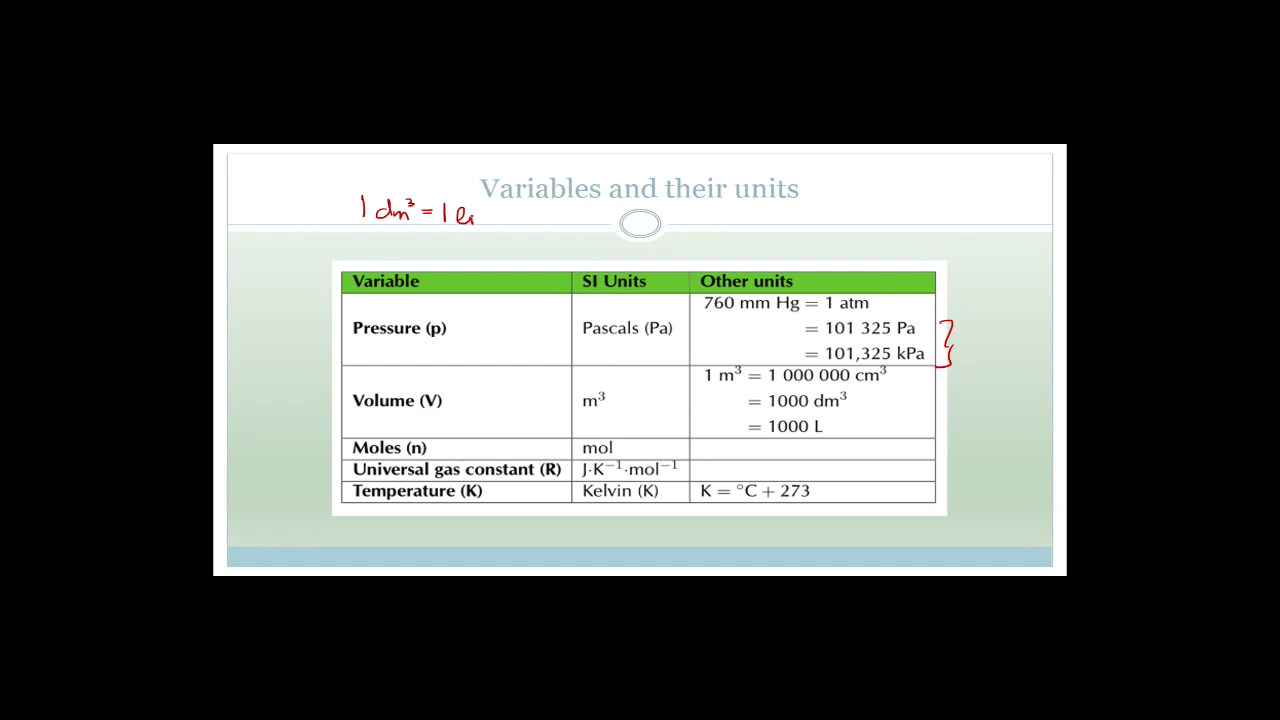 Variables and their units
1 dm³ = 1 li
Variable SI Units Other units
760 mm Hg = 1 atm
Pressure (p) Pascals (Pa) = 101 325 Pa
= 101,325 kPa
1 m³ = 1 000 000 cm³
Volume (V) m³ = 1000 dm³
= 1000 L
Moles (n) mol
Universal gas constant (R) J·K⁻¹·mol⁻¹
Temperature (K) Kelvin (K) K = °C + 273